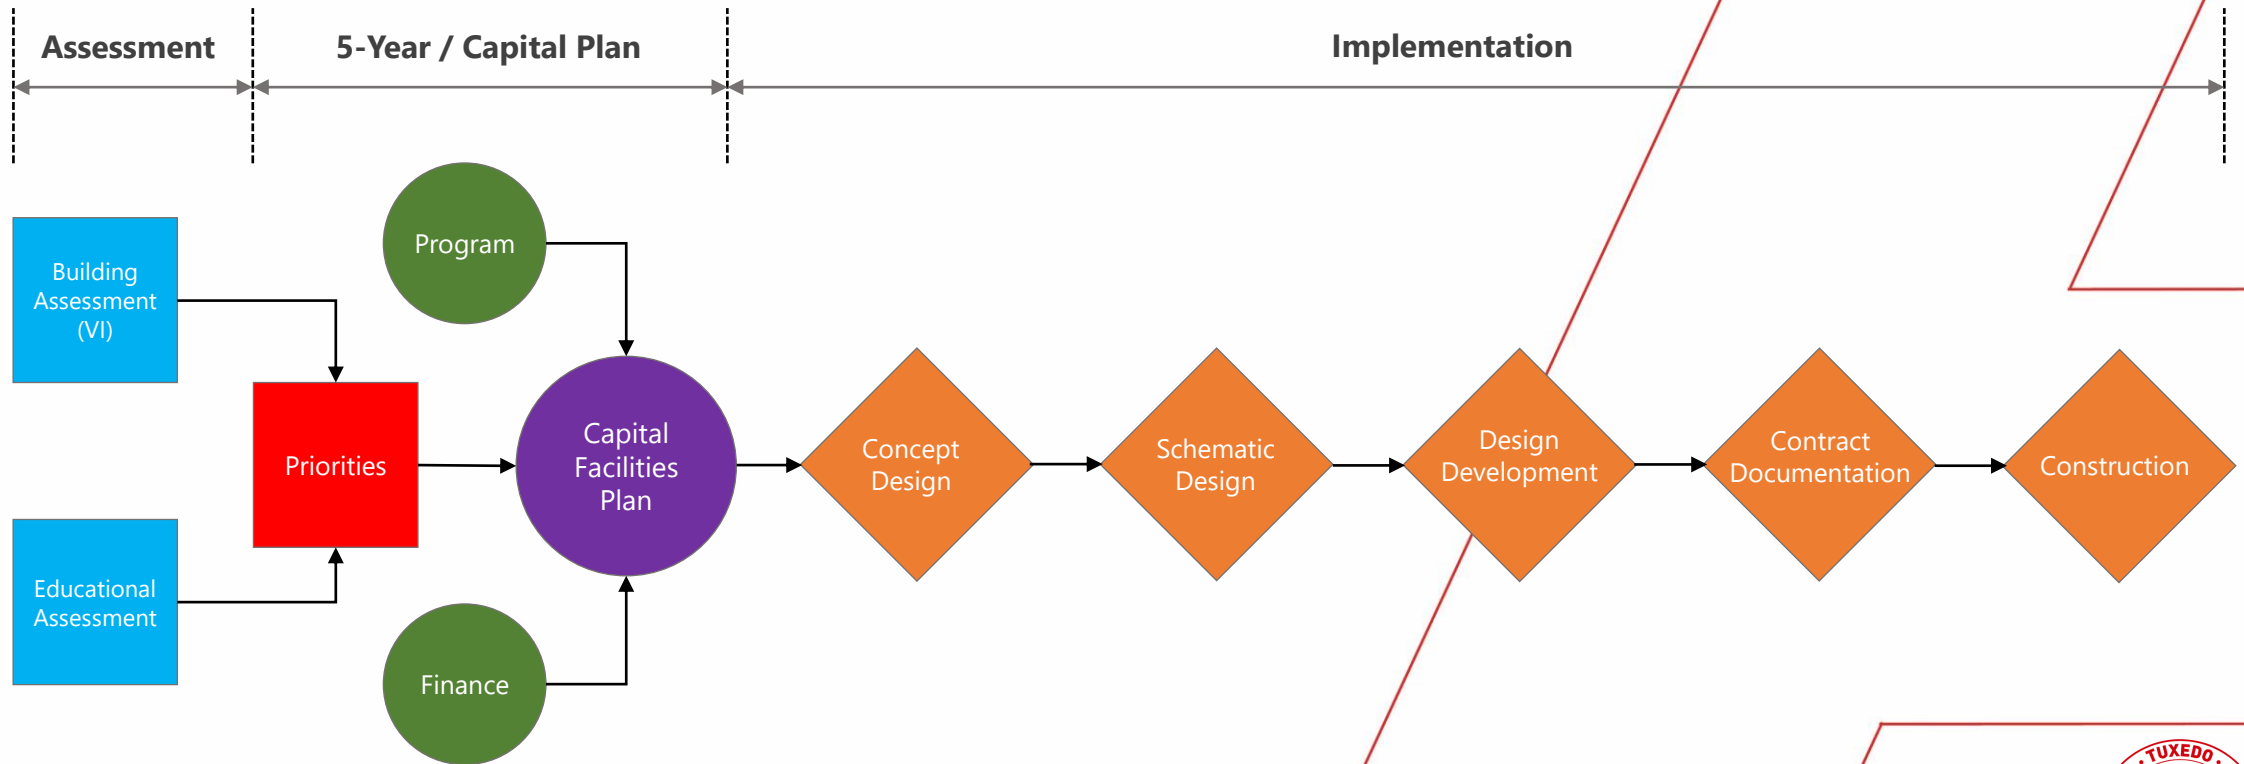 Assessment
5-Year / Capital Plan
Implementation
Building
Assessment
(VI)
Educational
Assessment
Priorities
Program
Finance
Capital
Facilities
Plan
Concept
Design
Schematic
Design
Design
Development
Contract
Documentation
Construction
TUXEDO